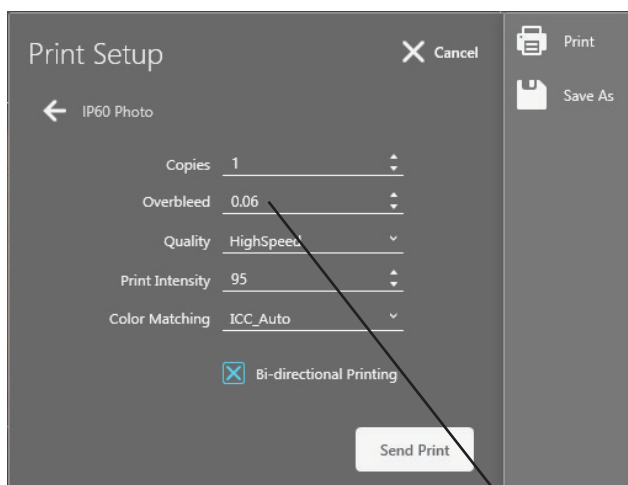 Print Setup
Cancel
Print
Save As
IP60 Photo
Copies 1
Overbleed 0.06
Quality HighSpeed
Print Intensity 95
Color Matching ICC_Auto
Bi-directional Printing
Send Print